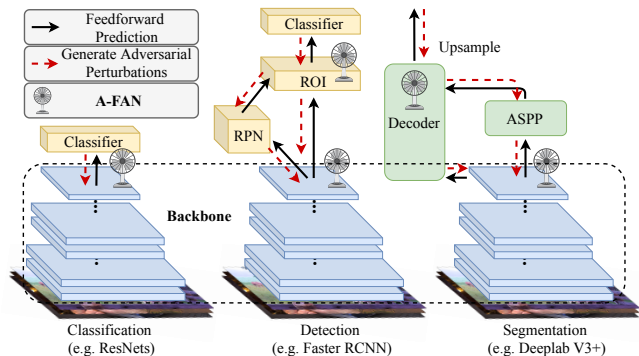 Feedforward
Prediction
Generate Adversarial
Perturbations
A-FAN
Classifier
Classifier
ROI
RPN
Upsample
Decoder
ASPP
Backbone
Classification
(e.g. ResNets)
Detection
(e.g. Faster RCNN)
Segmentation
(e.g. Deeplab V3+)